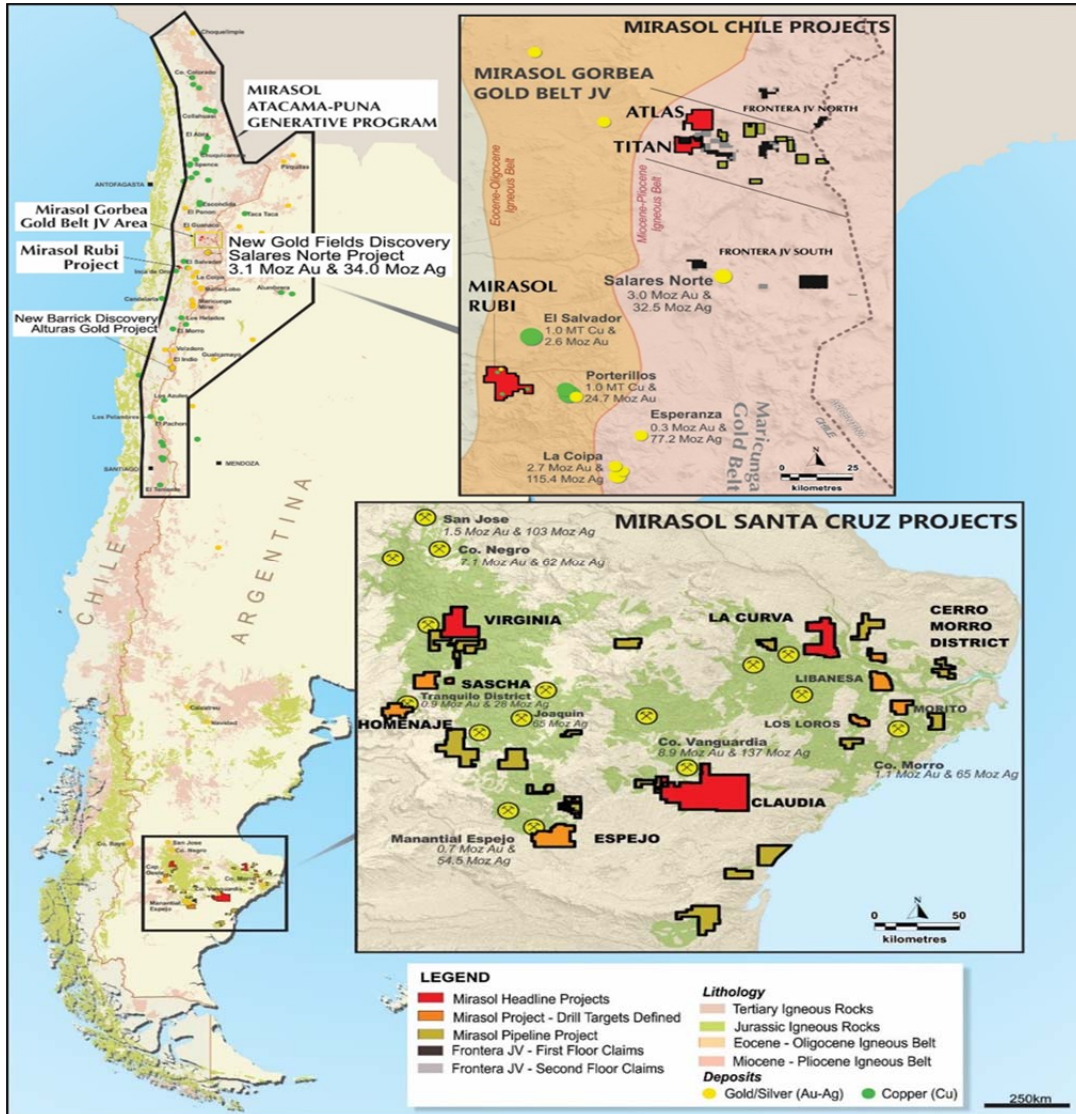 Choquelimpie
Co. Colorado
MIRASOL
ATACAMA-PUNA
GENERATIVE PROGRAM
Collahuasi
El Abra
Chuquicamata
Spence
Pirquitas
ANTOFAGASTA
Escondida
El Penon
Taca Taca
El Guanaco
Mirasol Gorbea
Gold Belt JV Area
Mirasol Rubi
Project
New Gold Fields Discovery
Salares Norte Project
3.1 Moz Au & 34.0 Moz Ag
El Salvador
La Coipa
Maricunga
Candelaria
Alumbrera
Los Helados
El Morro
New Barrick Discovery
Alturas Gold Project
Veladero
Gualcamayo
El Indio
Los Azules
Los Pelambres
El Pachon
SANTIAGO
MENDOZA
El Teniente
CHILE
ARGENTINA
Calcatreu
Navidad
San Jose
Co. Negro
Cap
Oeste
Co. Morro
Co. Vanguardia
Manantial
Espejo
MIRASOL CHILE PROJECTS
MIRASOL GORBEA
GOLD BELT JV
ATLAS
TITAN
FRONTERA JV NORTH
Eocene-Oligocene
Igneous Belt
Miocene-Pliocene
Igneous Belt
FRONTERA JV SOUTH
MIRASOL
RUBI
Salares Norte
3.0 Moz Au &
32.5 Moz Ag
El Salvador
1.0 MT Cu &
2.6 Moz Au
Porterillos
1.0 MT Cu &
24.7 Moz Au
Esperanza
0.3 Moz Au &
77.2 Moz Ag
La Coipa
2.7 Moz Au &
115.4 Moz Ag
Maricunga
Gold Belt
ARGENTINA
CHILE
N
0 25
kilometres
MIRASOL SANTA CRUZ PROJECTS
San Jose
1.5 Moz Au & 103 Moz Ag
Co. Negro
7.1 Moz Au & 62 Moz Ag
VIRGINIA
LA CURVA
CERRO
MORRO
DISTRICT
SASCHA
Tranquilo District
0.9 Moz Au & 28 Moz Ag
HOMENAJE
Joaquin
65 Moz Ag
LIBANESA
LOS LOROS
MORITO
Co. Vanguardia
8.9 Moz Au & 137 Moz Ag
Co. Morro
1.1 Moz Au & 65 Moz Ag
CLAUDIA
Manantial Espejo
0.7 Moz Au &
54.5 Moz Ag
ESPEJO
N
0 50
kilometres
LEGEND
Mirasol Headline Projects
Mirasol Project - Drill Targets Defined
Mirasol Pipeline Project
Frontera JV - First Floor Claims
Frontera JV - Second Floor Claims
Lithology
Tertiary Igneous Rocks
Jurassic Igneous Rocks
Eocene - Oligocene Igneous Belt
Miocene - Pliocene Igneous Belt
Deposits
Gold/Silver (Au-Ag)
Copper (Cu)
250km